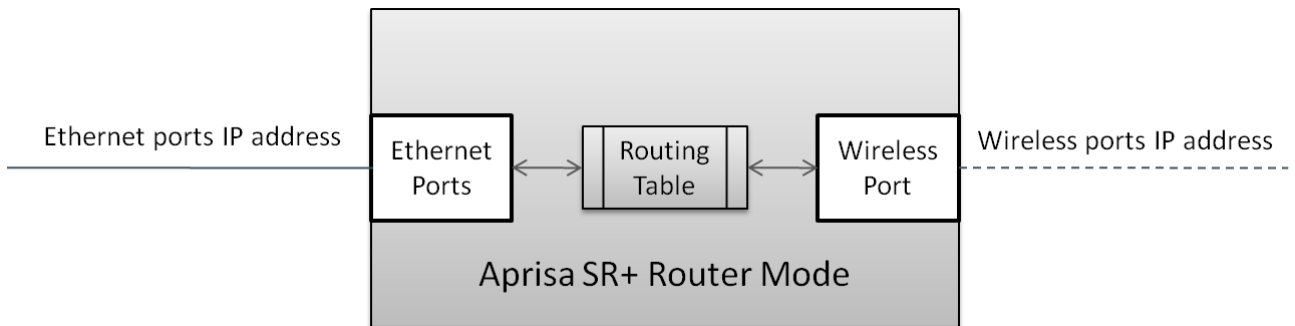 Ethernet ports IP address
Ethernet
Ports
Routing
Table
Wireless
Port
Wireless ports IP address
Aprisa SR+ Router Mode